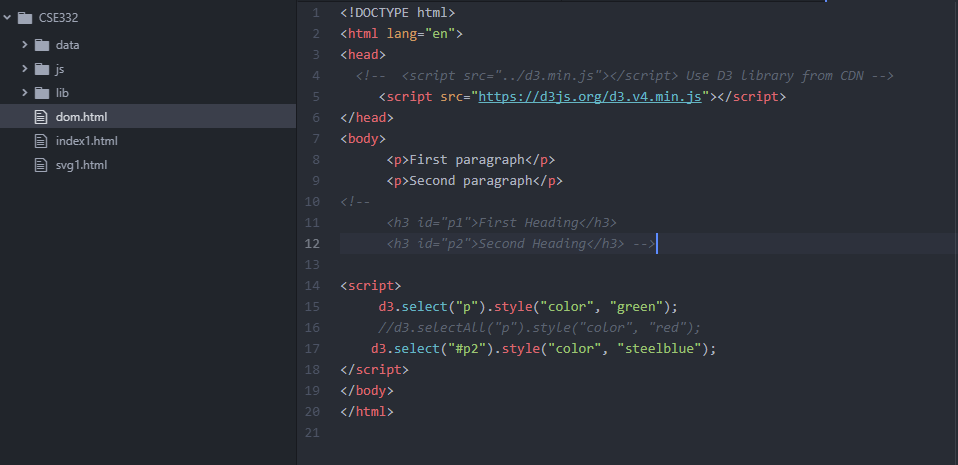 CSE332
data
js
lib
dom.html
index1.html
svg1.html
1 <!DOCTYPE html>
2 <html lang="en">
3 <head>
4 <!--  <script src="../d3.min.js"></script> Use D3 library from CDN -->
5 <script src="https://d3js.org/d3.v4.min.js"></script>
6 </head>
7 <body>
8 <p>First paragraph</p>
9 <p>Second paragraph</p>
10 <!--
11 <h3 id="p1">First Heading</h3>
12 <h3 id="p2">Second Heading</h3> -->
13
14 <script>
15 d3.select("p").style("color", "green");
16 //d3.selectAll("p").style("color", "red");
17 d3.select("#p2").style("color", "steelblue");
18 </script>
19 </body>
20 </html>
21